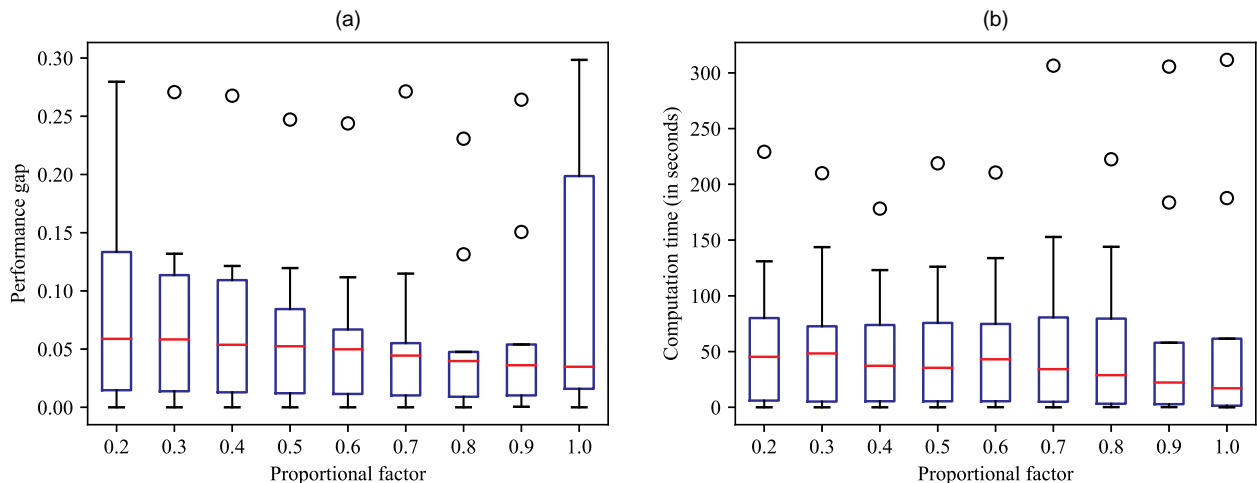 (a)
0.30
0.25
0.20
0.15
0.10
0.05
0.00
Performance gap
0.2 0.3 0.4 0.5 0.6 0.7 0.8 0.9 1.0
Proportional factor
(b)
300
250
200
150
100
50
0
Computation time (in seconds)
0.2 0.3 0.4 0.5 0.6 0.7 0.8 0.9 1.0
Proportional factor